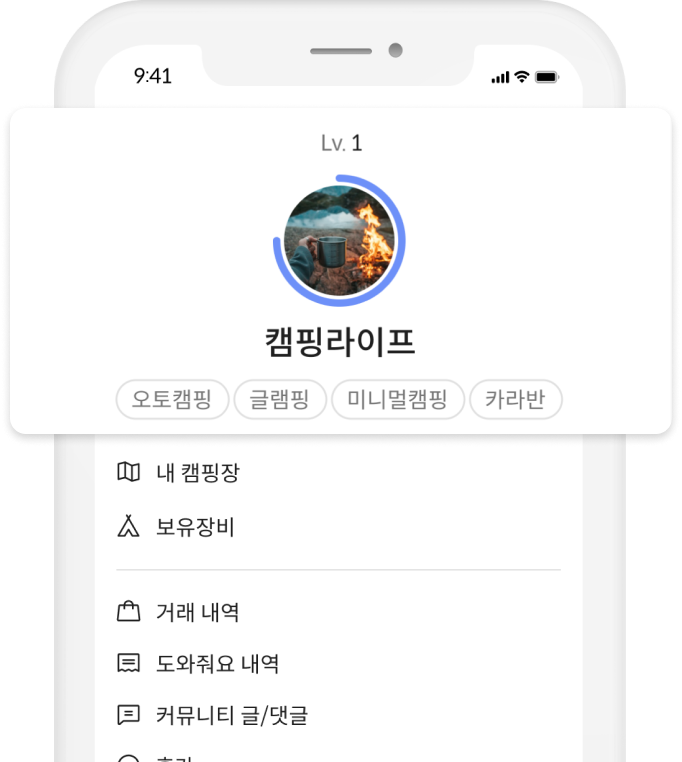 9:41
Lv. 1
캠핑라이프
오토캠핑 글램핑 미니멀캠핑 카라반
내 캠핑장
보유장비
거래 내역
도와줘요 내역
커뮤니티 글/댓글